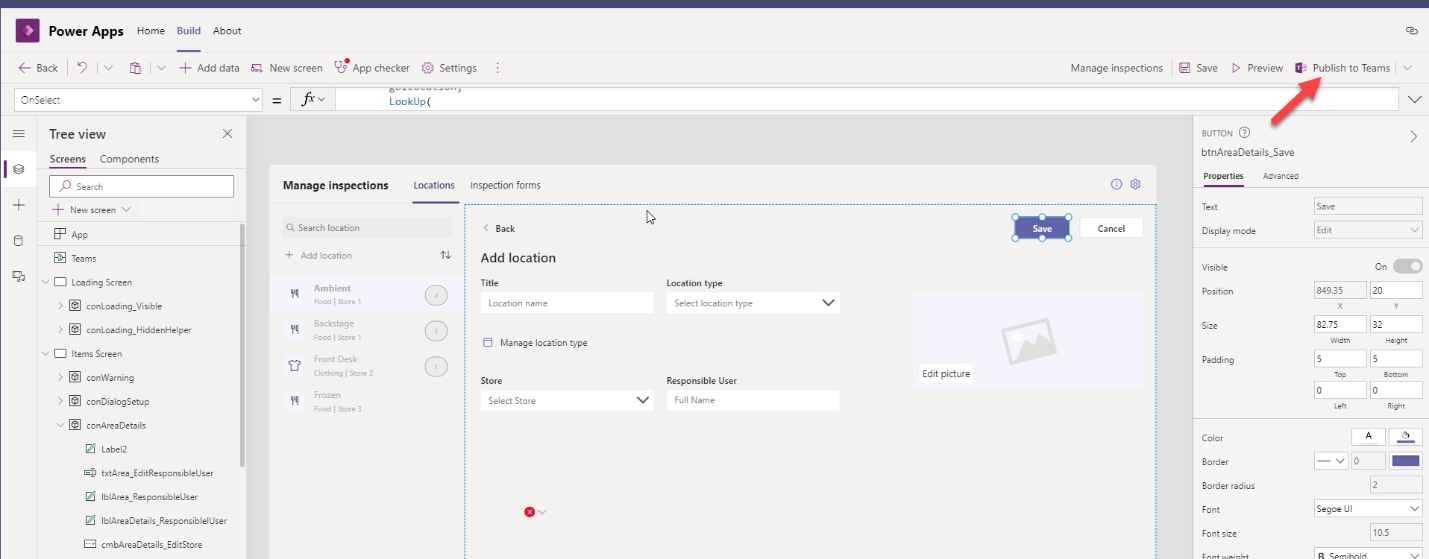 Power Apps Home Build About
Back Add data New screen App checker Settings Manage inspections Save Preview Publish to Teams
OnSelect = fx LookUp(
Tree view
Screens Components
Search
New screen
App
Teams
Loading Screen
conLoading_Visible
conLoading_HiddenHelper
Items Screen
conWarning
conDialogSetup
conAreaDetails
Label2
txtArea_EditResponsibleUser
lblArea_ResponsibleUser
lblAreaDetails_ResponsiblelUser
cmbAreaDetails_EditStore
Manage inspections Locations Inspection forms
Search location
Add location
Ambient
Food | Store 1
4
Backstage
Food | Store 1
1
Front Desk
Clothing | Store 2
1
Frozen
Food | Store 3
Back Save Cancel
Add location
Title Location type
Location name Select location type
Manage location type
Edit picture
Store Responsible User
Select Store Full Name
BUTTON
btnAreaDetails_Save
Properties Advanced
Text Save
Display mode Edit
Visible On
Position 849.35 20
X Y
Size 82.75 32
Width Height
Padding 5 5
Top Bottom
0 0
Left Right
Color A
Border 0
Border radius 2
Font Segoe UI
Font size 10.5
Font weight B Semibold